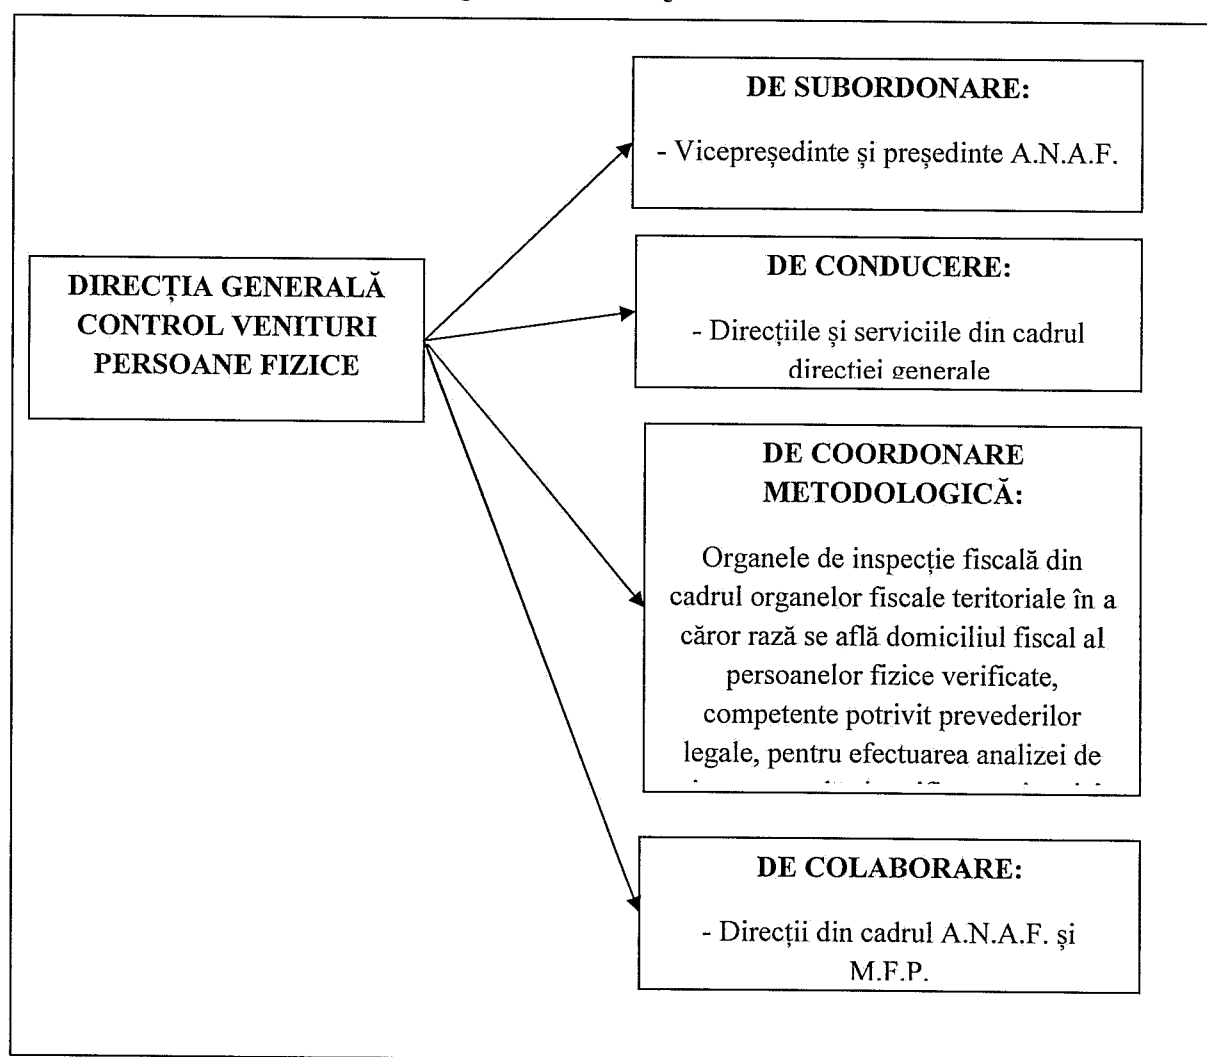 DIRECȚIA GENERALĂ
CONTROL VENITURI
PERSOANE FIZICE
DE SUBORDONARE:
- Vicepreședinte și președinte A.N.A.F.
DE CONDUCERE:
- Direcțiile și serviciile din cadrul
direcției generale
DE COORDONARE
METODOLOGICĂ:
Organele de inspecție fiscală din
cadrul organelor fiscale teritoriale în a
căror rază se află domiciliul fiscal al
persoanelor fizice verificate,
competente potrivit prevederilor
legale, pentru efectuarea analizei de
DE COLABORARE:
- Direcții din cadrul A.N.A.F. și
M.F.P.